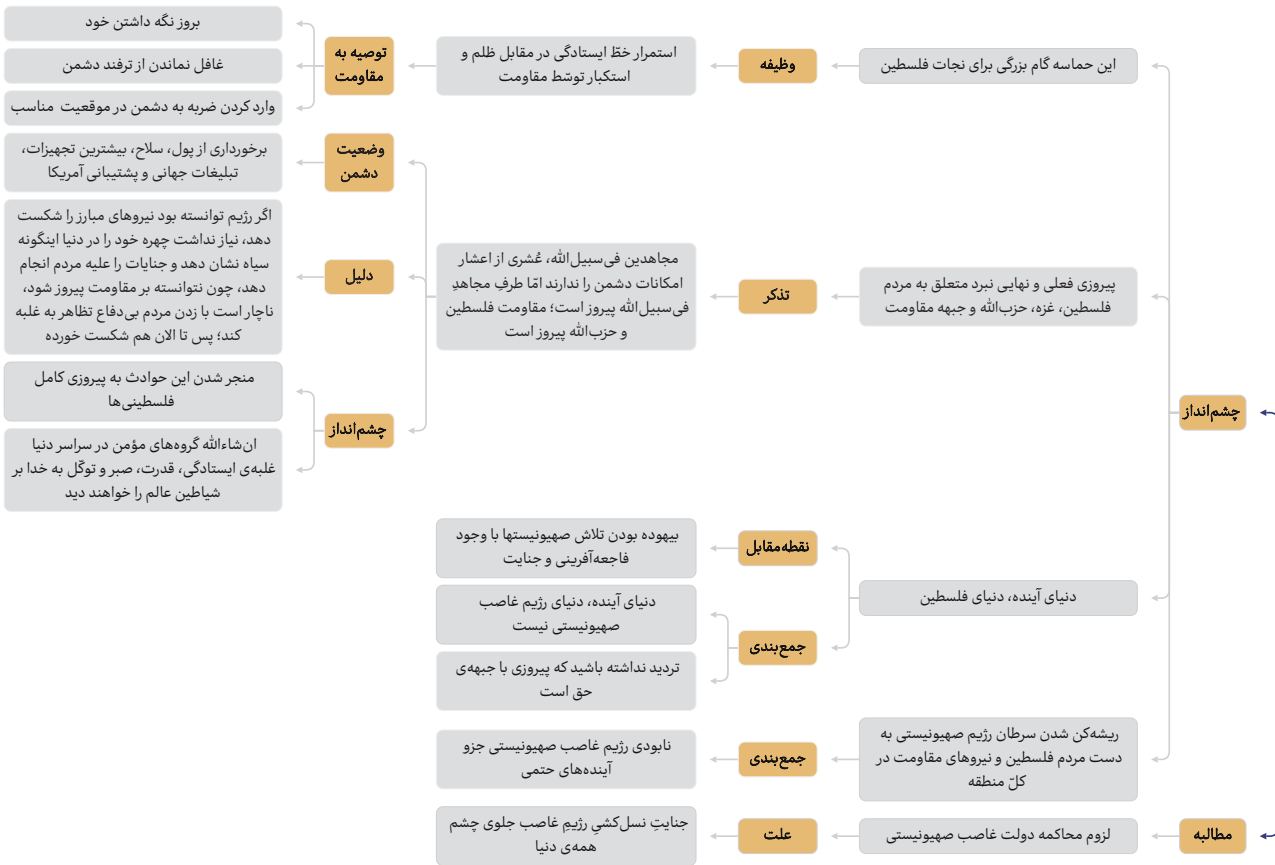 چشم‌انداز
این حماسه گام بزرگی برای نجات فلسطین
وظیفه
استمرار خطّ ایستادگی در مقابل ظلم و
استکبار توسّط مقاومت
توصیه به
مقاومت
بروز نگه داشتن خود
غافل نماندن از ترفند دشمن
وارد کردن ضربه به دشمن در موقعیت مناسب
پیروزی فعلی و نهایی نبرد متعلق به مردم
فلسطین، غزه، حزب‌الله و جبهه مقاومت
تذکر
مجاهدین فی‌سبیل‌الله، عُشری از اعشار
امکانات دشمن را ندارند امّا طرفِ مجاهدِ
فی‌سبیل‌الله پیروز است؛ مقاومت فلسطین
و حزب‌الله پیروز است
وضعیت
دشمن
برخورداری از پول، سلاح، بیشترین تجهیزات،
تبلیغات جهانی و پشتیبانی آمریکا
دلیل
اگر رژیم توانسته بود نیروهای مبارز را شکست
دهد، نیاز نداشت چهره خود را در دنیا اینگونه
سیاه نشان دهد و جنایات را علیه مردم انجام
دهد، چون نتوانسته بر مقاومت پیروز شود،
ناچار است با زدن مردم بی‌دفاع تظاهر به غلبه
کند؛ پس تا الان هم شکست خورده
چشم‌انداز
منجر شدن این حوادث به پیروزی کامل
فلسطینی‌ها
ان‌شاءالله گروه‌های مؤمن در سراسر دنیا
غلبه‌ی ایستادگی، قدرت، صبر و توکّل به خدا بر
شیاطین عالم را خواهند دید
دنیای آینده، دنیای فلسطین
نقطه‌مقابل
بیهوده بودن تلاش صهیونیستها با وجود
فاجعه‌آفرینی و جنایت
جمع‌بندی
دنیای آینده، دنیای رژیم غاصب
صهیونیستی نیست
تردید نداشته باشید که پیروزی با جبهه‌ی
حق است
ریشه‌کن شدن سرطان رژیم صهیونیستی به
دست مردم فلسطین و نیروهای مقاومت در
کلّ منطقه
جمع‌بندی
نابودی رژیم غاصب صهیونیستی جزو
آینده‌های حتمی
مطالبه
لزوم محاکمه دولت غاصب صهیونیستی
علت
جنایتِ نسل‌کشیِ رژیمِ غاصب جلوی چشم
همه‌ی دنیا